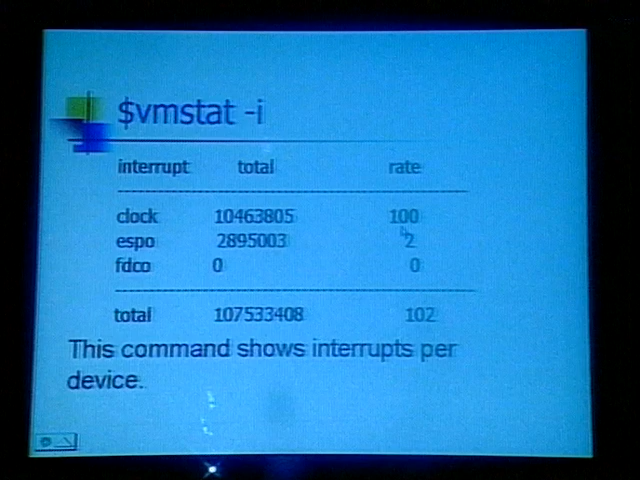 $vmstat -i
interrupt total rate
--------------------------------------------------
clock 10463805 100
espo 2895003 2
fdco 0 0
--------------------------------------------------
total 107533408 102
This command shows interrupts per
device.